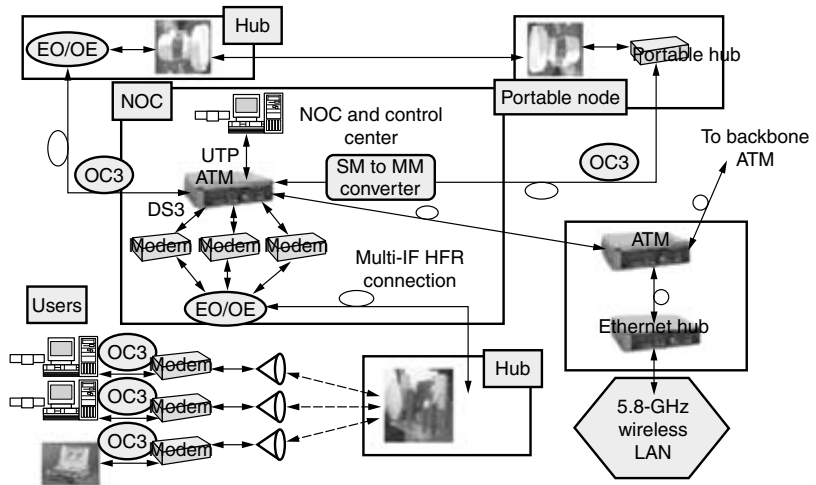 Hub
EO/OE
Portable hub
NOC
Portable node
NOC and control
center
To backbone
ATM
UTP
ATM
OC3
SM to MM
converter
OC3
DS3
Modem
Modem
Modem
ATM
Multi-IF HFR
connection
EO/OE
Users
Ethernet hub
OC3
Modem
Hub
OC3
Modem
5.8-GHz
wireless
LAN
OC3
Modem